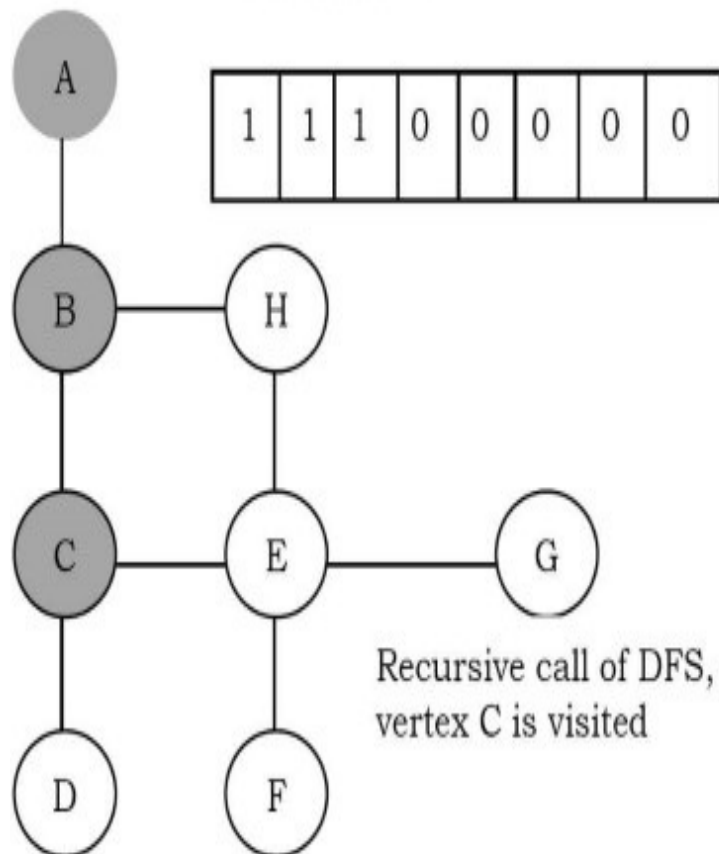 A
1 1 1 0 0 0 0 0
B H
C E G
Recursive call of DFS,
vertex C is visited
D F